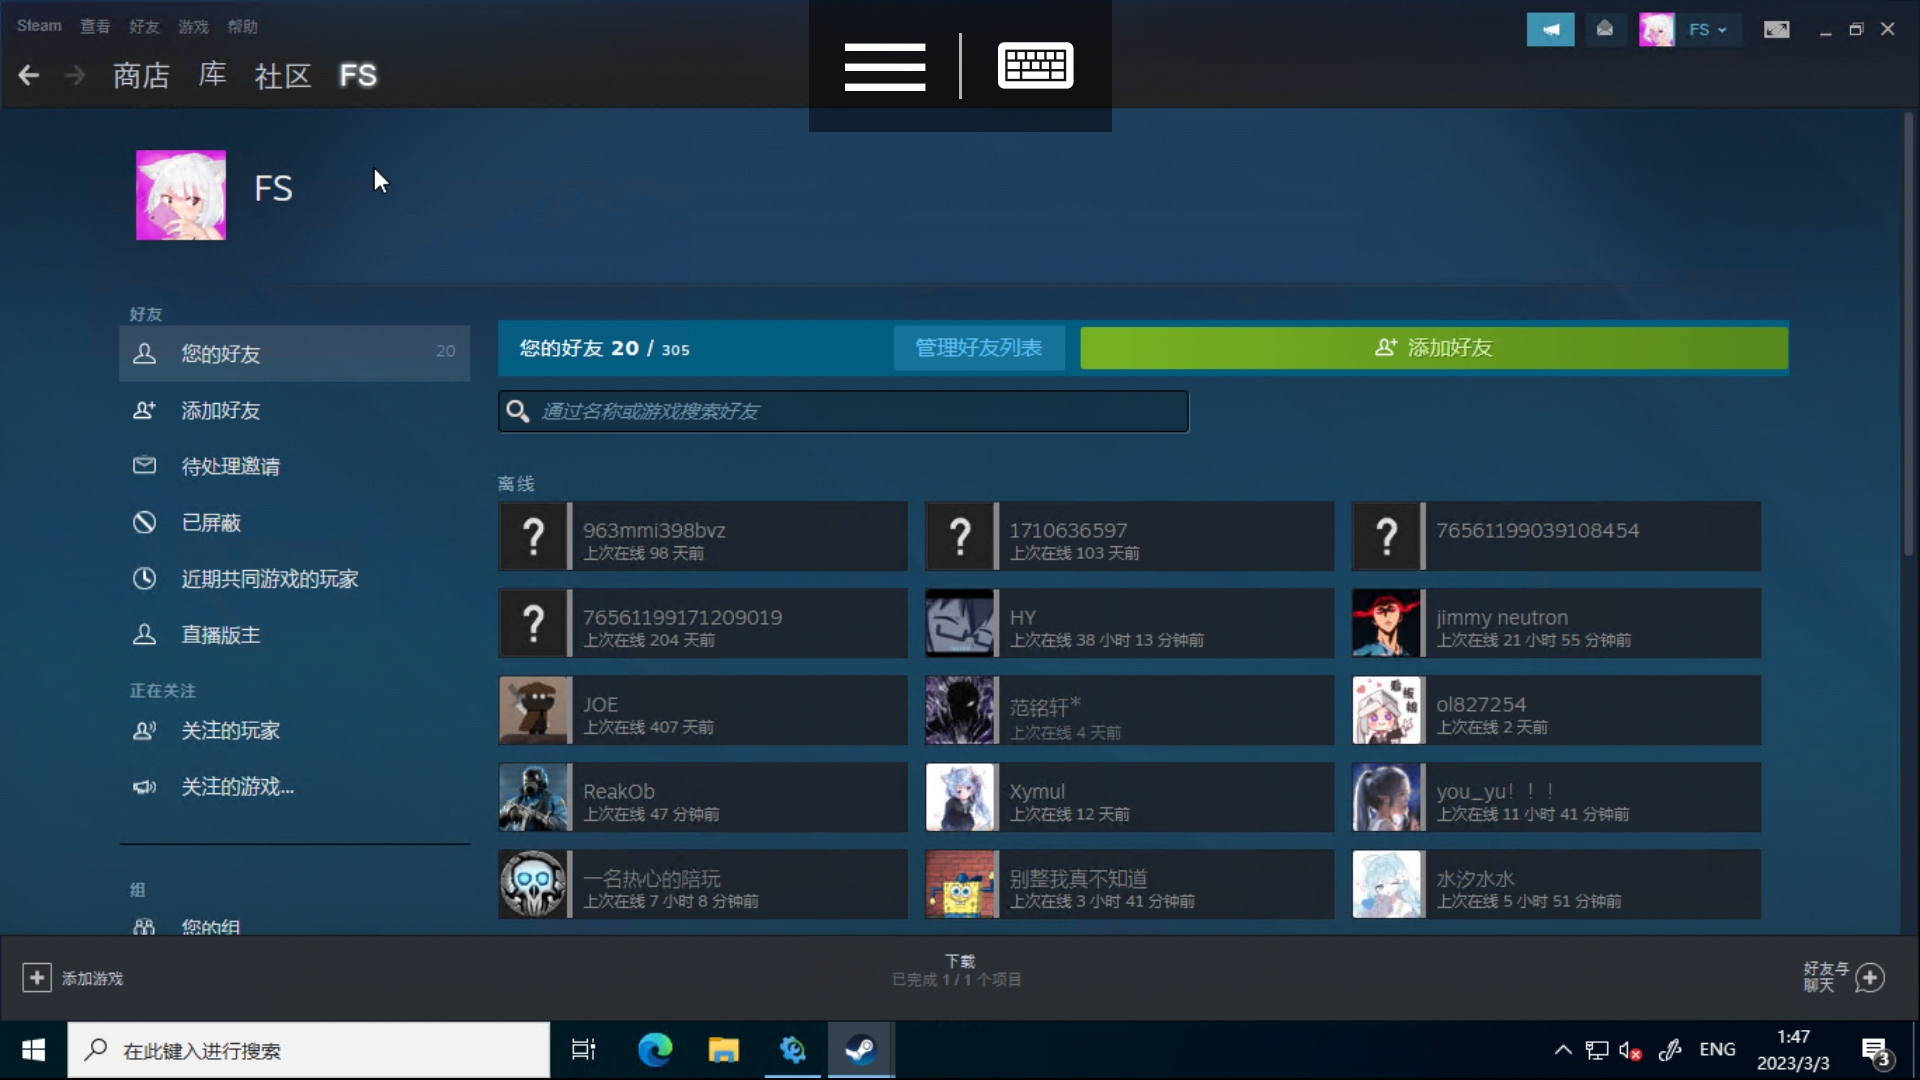 Steam 查看 好友 游戏 帮助
FS
商店 库 社区 FS
FS
好友
您的好友 20
添加好友
待处理邀请
已屏蔽
近期共同游戏的玩家
直播版主
正在关注
关注的玩家
关注的游戏...
组
您的组
您的好友 20 / 305
管理好友列表
添加好友
通过名称或游戏搜索好友
离线
963mmi398bvz
上次在线 98 天前
1710636597
上次在线 103 天前
76561199039108454
76561199171209019
上次在线 204 天前
HY
上次在线 38 小时 13 分钟前
jimmy neutron
上次在线 21 小时 55 分钟前
JOE
上次在线 407 天前
范铭轩*
上次在线 4 天前
看板娘
ol827254
上次在线 2 天前
ReakOb
上次在线 47 分钟前
Xymul
上次在线 12 天前
you_yu！！！
上次在线 11 小时 41 分钟前
一名热心的陪玩
上次在线 7 小时 8 分钟前
别整我真不知道
上次在线 3 小时 41 分钟前
水汐水水
上次在线 5 小时 51 分钟前
添加游戏
下载
已完成 1 / 1 个项目
好友与
聊天
在此键入进行搜索
ENG
1:47
2023/3/3
3